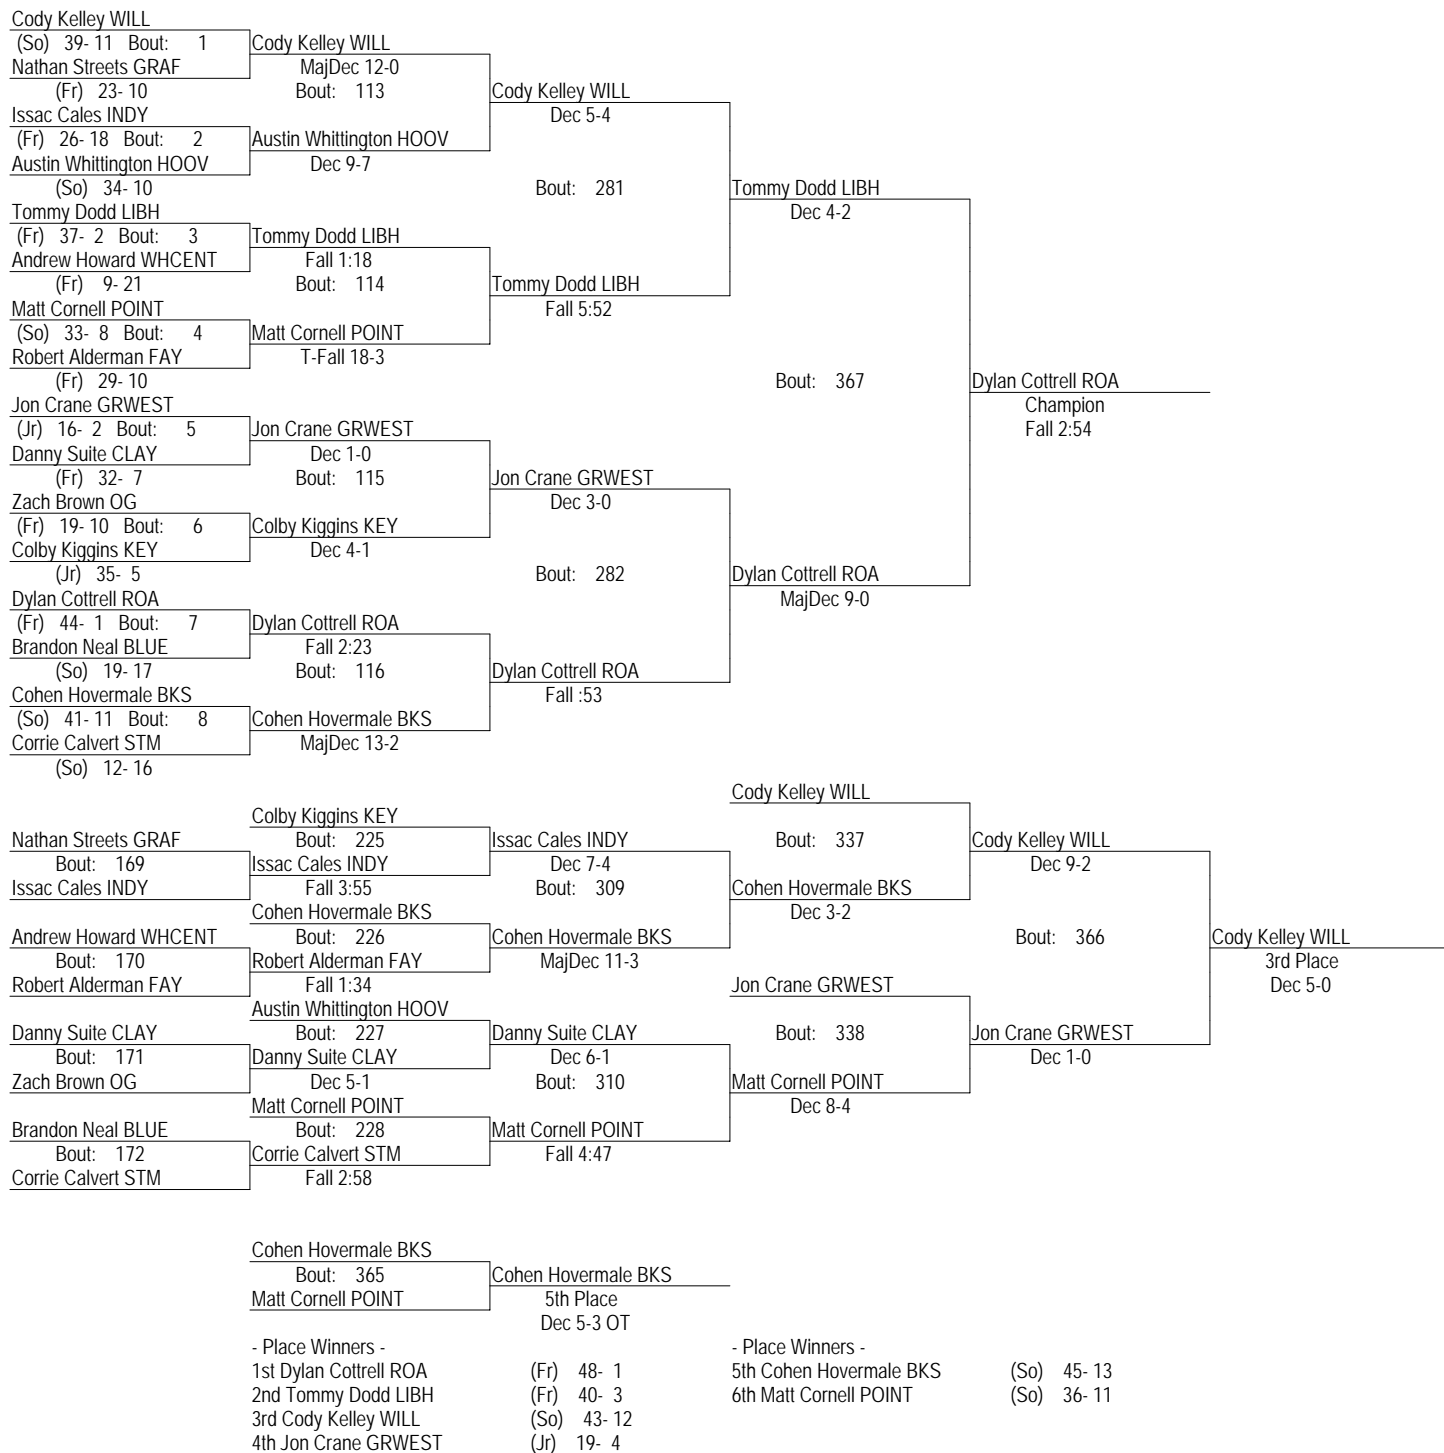 Cody Kelley WILL
(So) 39- 11 Bout: 1 Cody Kelley WILL
Nathan Streets GRAF MajDec 12-0
(Fr) 23- 10 Bout: 113 Cody Kelley WILL
Issac Cales INDY Dec 5-4
(Fr) 26- 18 Bout: 2 Austin Whittington HOOV
Austin Whittington HOOV Dec 9-7
(So) 34- 10 Bout: 281 Tommy Dodd LIBH
Tommy Dodd LIBH Dec 4-2
(Fr) 37- 2 Bout: 3 Tommy Dodd LIBH
Andrew Howard WHCENT Fall 1:18
(Fr) 9- 21 Bout: 114 Tommy Dodd LIBH
Matt Cornell POINT Fall 5:52
(So) 33- 8 Bout: 4 Matt Cornell POINT
Robert Alderman FAY T-Fall 18-3
(Fr) 29- 10 Bout: 367 Dylan Cottrell ROA
Jon Crane GRWEST Champion
(Jr) 16- 2 Bout: 5 Jon Crane GRWEST Fall 2:54
Danny Suite CLAY Dec 1-0
(Fr) 32- 7 Bout: 115 Jon Crane GRWEST
Zach Brown OG Dec 3-0
(Fr) 19- 10 Bout: 6 Colby Kiggins KEY
Colby Kiggins KEY Dec 4-1
(Jr) 35- 5 Bout: 282 Dylan Cottrell ROA
Dylan Cottrell ROA MajDec 9-0
(Fr) 44- 1 Bout: 7 Dylan Cottrell ROA
Brandon Neal BLUE Fall 2:23
(So) 19- 17 Bout: 116 Dylan Cottrell ROA
Cohen Hovermale BKS Fall :53
(So) 41- 11 Bout: 8 Cohen Hovermale BKS
Corrie Calvert STM MajDec 13-2
(So) 12- 16
Cody Kelley WILL
Colby Kiggins KEY
Nathan Streets GRAF Bout: 225 Issac Cales INDY Bout: 337 Cody Kelley WILL
Bout: 169 Issac Cales INDY Dec 7-4 Dec 9-2
Issac Cales INDY Fall 3:55 Bout: 309 Cohen Hovermale BKS
Cohen Hovermale BKS Dec 3-2
Andrew Howard WHCENT Bout: 226 Cohen Hovermale BKS Bout: 366 Cody Kelley WILL
Bout: 170 Robert Alderman FAY MajDec 11-3 3rd Place
Robert Alderman FAY Fall 1:34 Jon Crane GRWEST Dec 5-0
Austin Whittington HOOV
Danny Suite CLAY Bout: 227 Danny Suite CLAY Bout: 338 Jon Crane GRWEST
Bout: 171 Danny Suite CLAY Dec 6-1 Dec 1-0
Zach Brown OG Dec 5-1 Bout: 310 Matt Cornell POINT
Matt Cornell POINT Dec 8-4
Brandon Neal BLUE Bout: 228 Matt Cornell POINT
Bout: 172 Corrie Calvert STM Fall 4:47
Corrie Calvert STM Fall 2:58
Cohen Hovermale BKS
Bout: 365 Cohen Hovermale BKS
Matt Cornell POINT 5th Place
Dec 5-3 OT
- Place Winners - - Place Winners -
1st Dylan Cottrell ROA (Fr) 48- 1 5th Cohen Hovermale BKS (So) 45- 13
2nd Tommy Dodd LIBH (Fr) 40- 3 6th Matt Cornell POINT (So) 36- 11
3rd Cody Kelley WILL (So) 43- 12
4th Jon Crane GRWEST (Jr) 19- 4